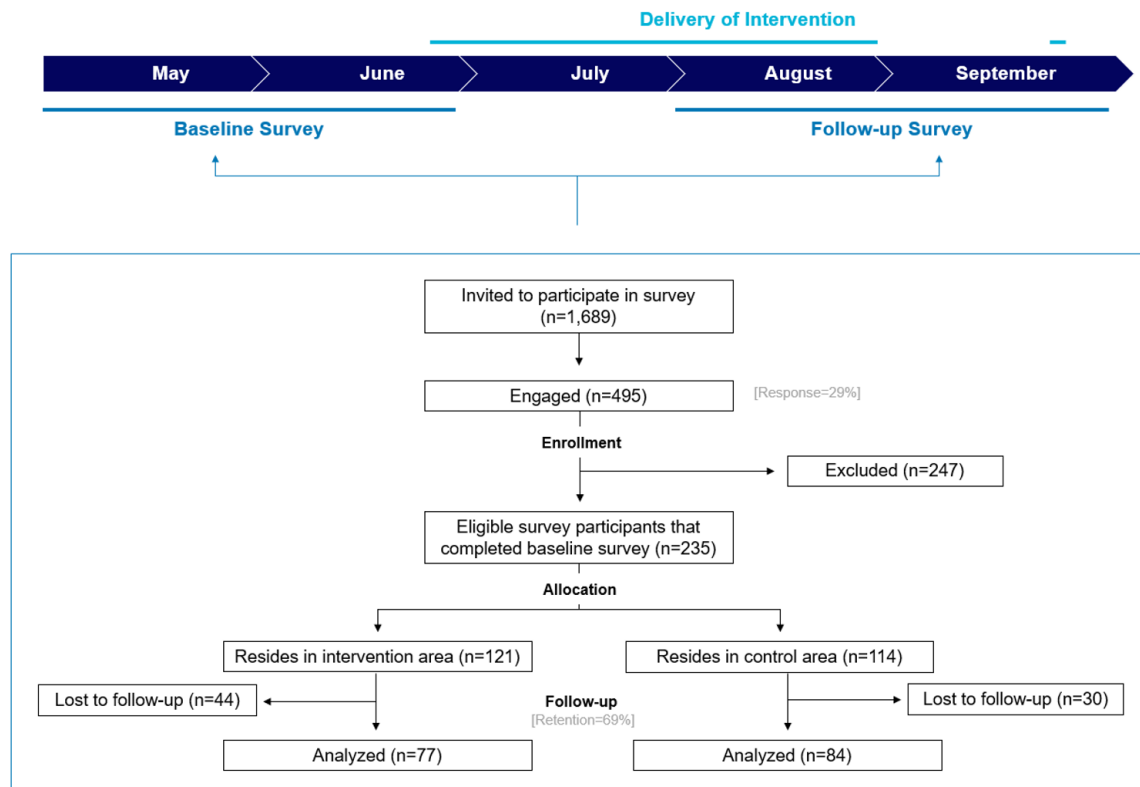 Delivery of Intervention
May
June
July
August
September
Baseline Survey
Follow-up Survey
Invited to participate in survey
(n=1,689)
Engaged (n=495)
[Response=29%]
Enrollment
Excluded (n=247)
Eligible survey participants that
completed baseline survey (n=235)
Allocation
Resides in intervention area (n=121)
Resides in control area (n=114)
Lost to follow-up (n=44)
Follow-up
[Retention=69%]
Lost to follow-up (n=30)
Analyzed (n=77)
Analyzed (n=84)